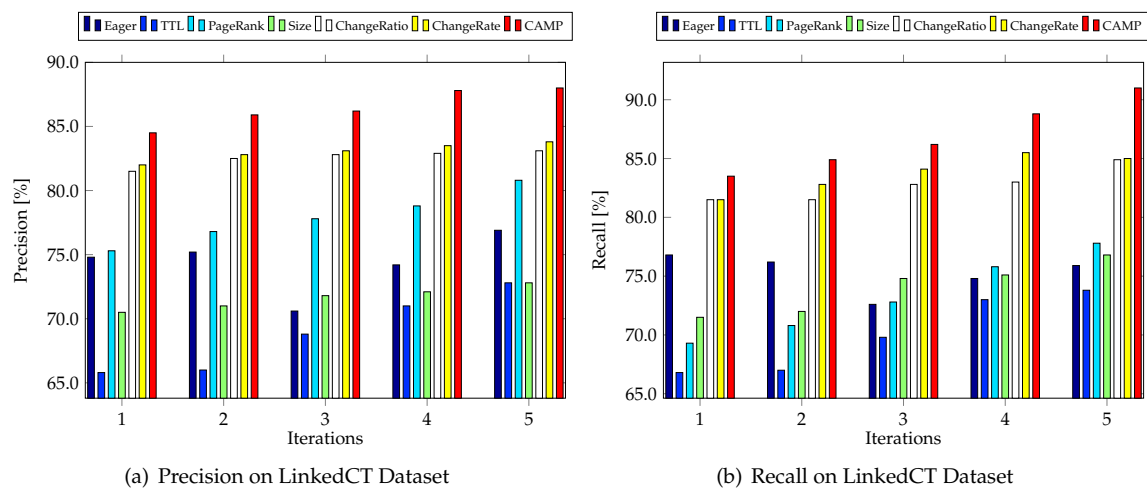 Eager TTL PageRank Size ChangeRatio ChangeRate CAMP
90.0
85.0
80.0
75.0
70.0
65.0
Precision [%]
1 2 3 4 5
Iterations
(a) Precision on LinkedCT Dataset
Eager TTL PageRank Size ChangeRatio ChangeRate CAMP
90.0
85.0
80.0
75.0
70.0
65.0
Recall [%]
1 2 3 4 5
Iterations
(b) Recall on LinkedCT Dataset